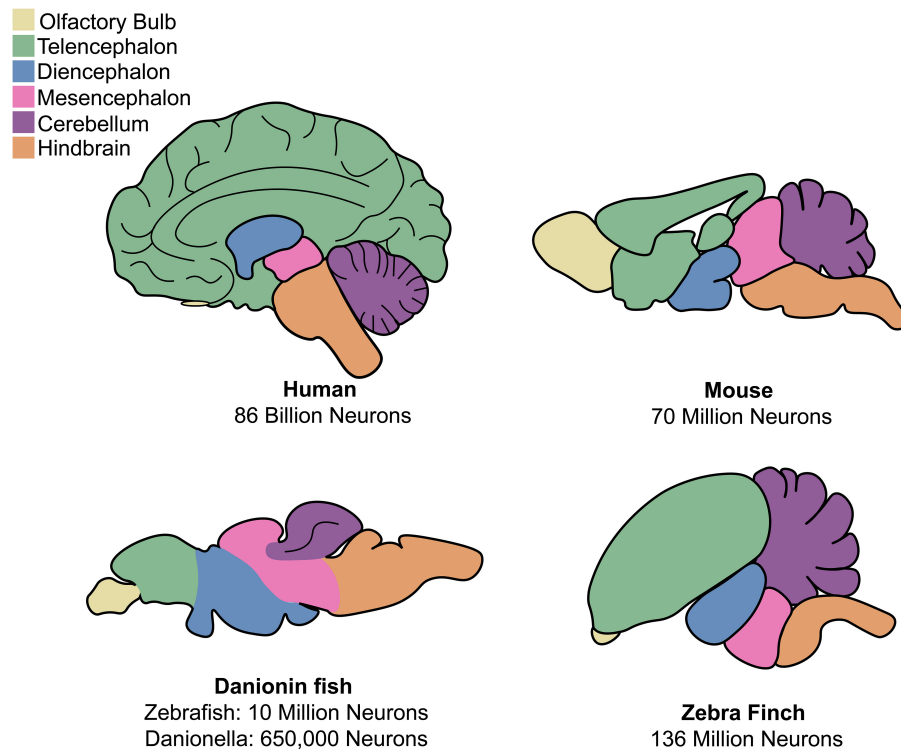 Olfactory Bulb
Telencephalon
Diencephalon
Mesencephalon
Cerebellum
Hindbrain
Human
86 Billion Neurons
Mouse
70 Million Neurons
Danionin fish
Zebrafish: 10 Million Neurons
Danionella: 650,000 Neurons
Zebra Finch
136 Million Neurons